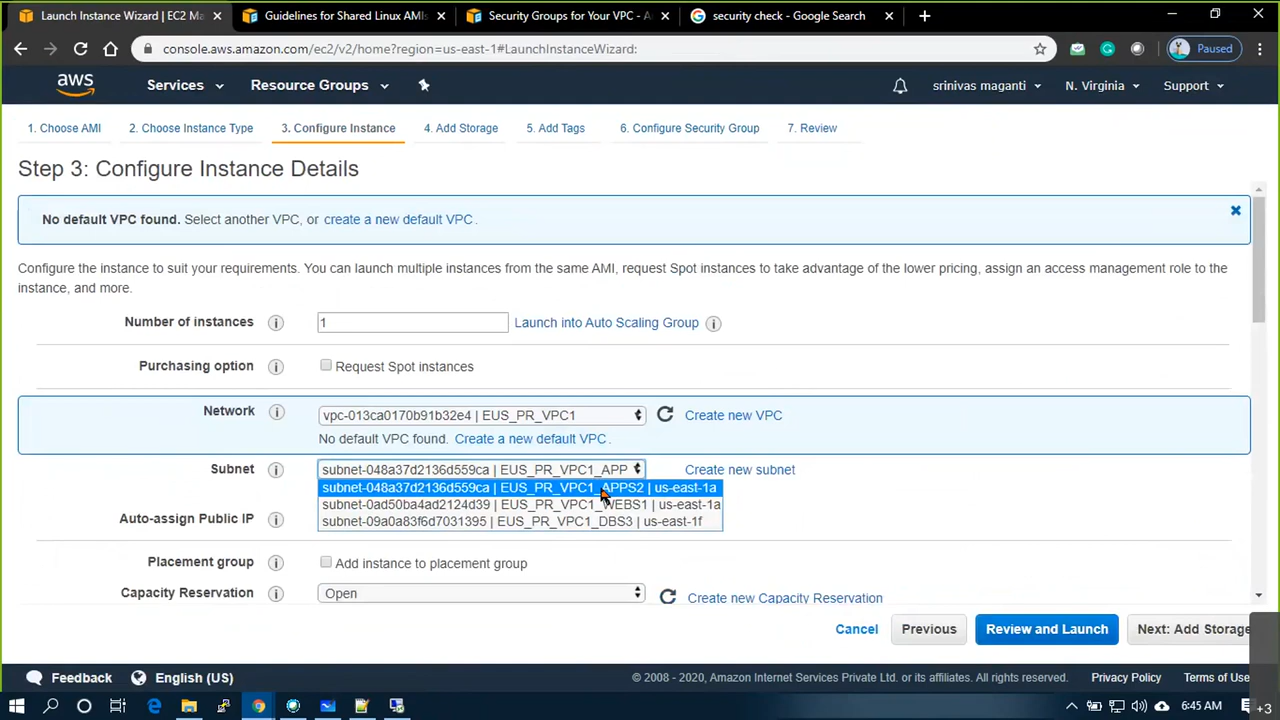 Launch Instance Wizard | EC2 Ma
Guidelines for Shared Linux AMIs
Security Groups for Your VPC - A
security check - Google Search
console.aws.amazon.com/ec2/v2/home?region=us-east-1#LaunchInstanceWizard:
Paused
aws
Services
Resource Groups
srinivas maganti
N. Virginia
Support
1. Choose AMI
2. Choose Instance Type
3. Configure Instance
4. Add Storage
5. Add Tags
6. Configure Security Group
7. Review
Step 3: Configure Instance Details
No default VPC found. Select another VPC, or create a new default VPC.
Configure the instance to suit your requirements. You can launch multiple instances from the same AMI, request Spot instances to take advantage of the lower pricing, assign an access management role to the
instance, and more.
Number of instances
1
Launch into Auto Scaling Group
Purchasing option
Request Spot instances
Network
vpc-013ca0170b91b32e4 | EUS_PR_VPC1
Create new VPC
No default VPC found. Create a new default VPC.
Subnet
subnet-048a37d2136d559ca | EUS_PR_VPC1_APP
Create new subnet
subnet-048a37d2136d559ca | EUS_PR_VPC1_APPS2 | us-east-1a
subnet-0ad50ba4ad2124d39 | EUS_PR_VPC1_WEBS1 | us-east-1a
subnet-09a0a83f6d7031395 | EUS_PR_VPC1_DBS3 | us-east-1f
Auto-assign Public IP
Placement group
Add instance to placement group
Capacity Reservation
Open
Create new Capacity Reservation
Cancel
Previous
Review and Launch
Next: Add Storage
Feedback
English (US)
© 2008 - 2020, Amazon Internet Services Private Ltd. or its affiliates. All rights reserved.
Privacy Policy
Terms of Use
6:45 AM
+3